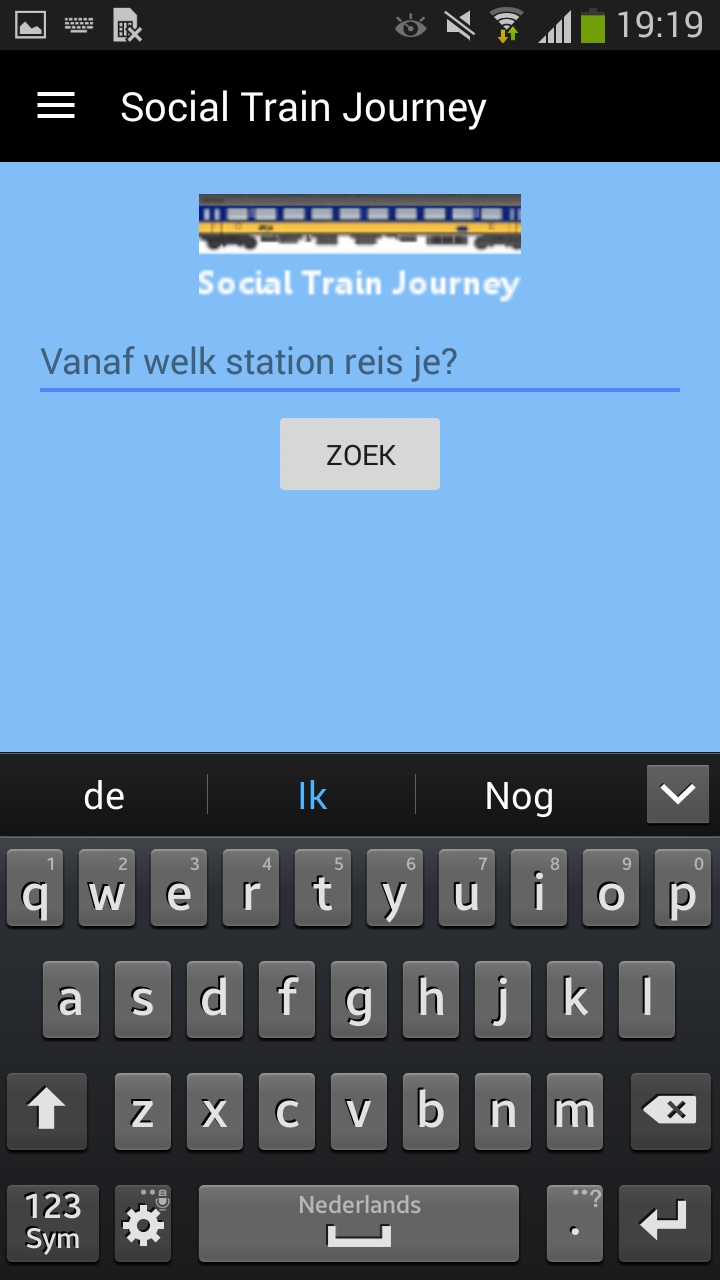 19:19
Social Train Journey
Social Train Journey
Vanaf welk station reis je?
ZOEK
de Ik Nog
1 2 3 4 5 6 7 8 9 0
q w e r t y u i o p
a s d f g h j k l
z x c v b n m
123 Nederlands ?
Sym .